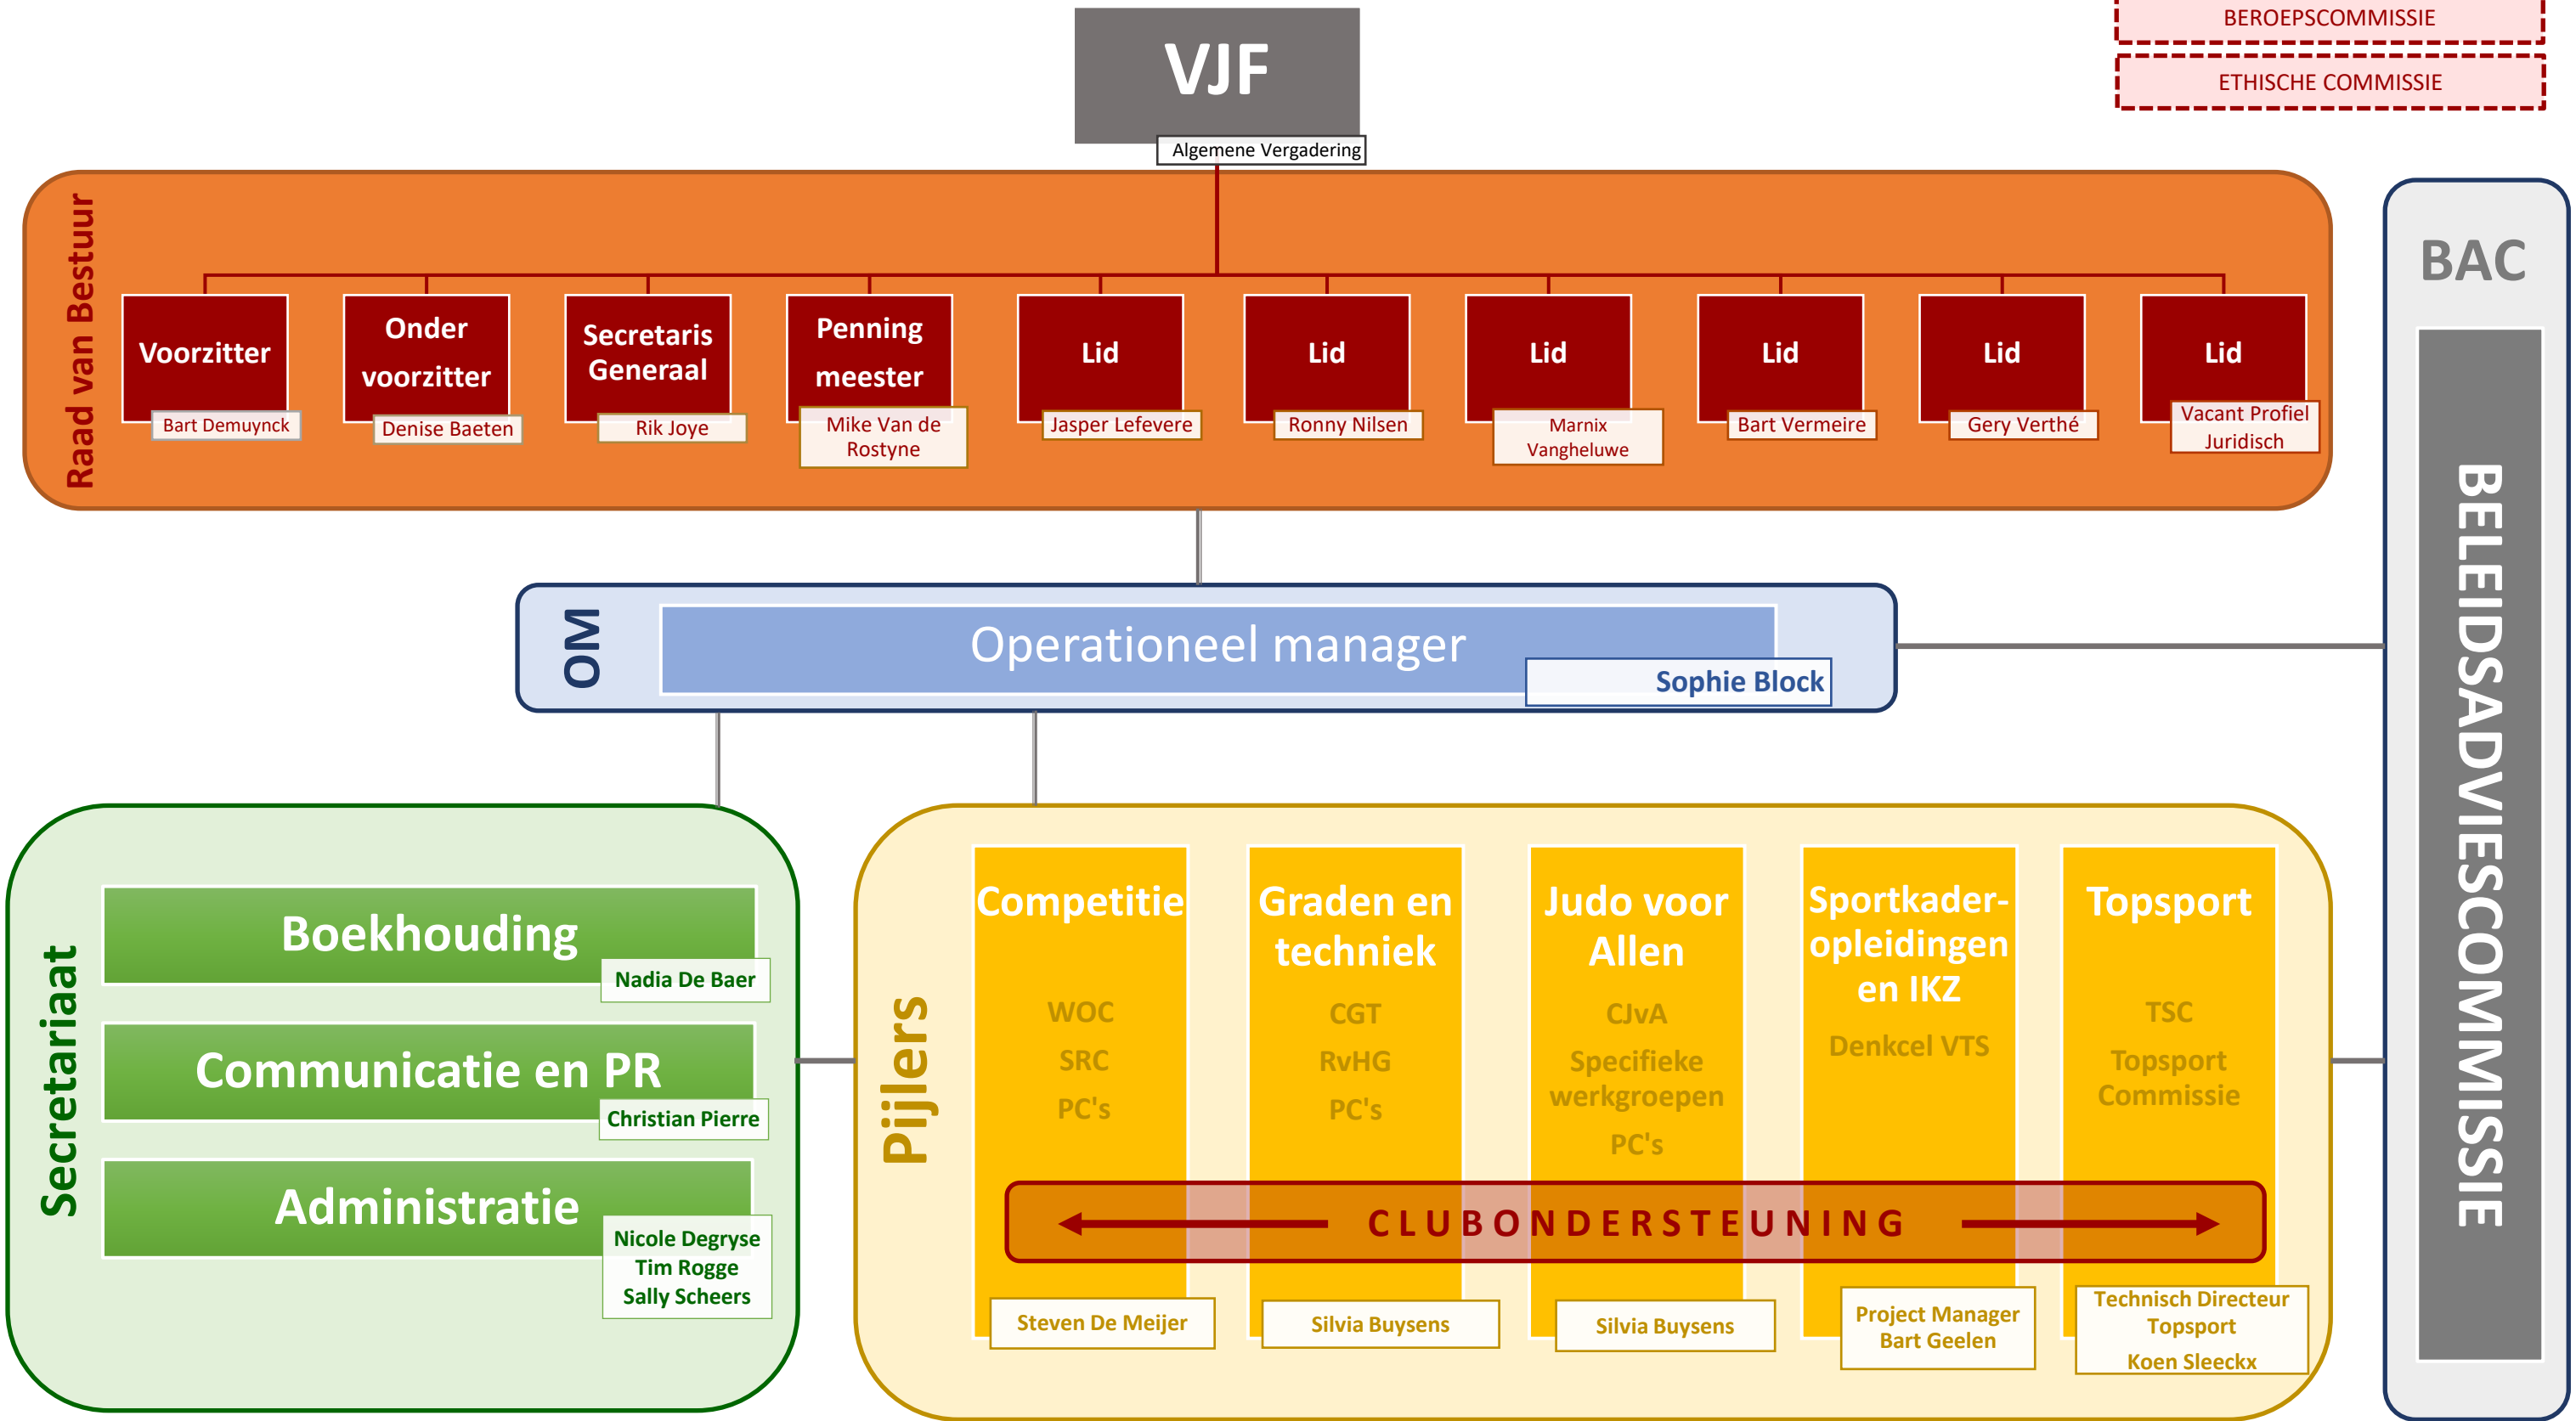 BEROEPSCOMMISSIE
ETHISCHE COMMISSIE
VJF
Algemene Vergadering
Raad van Bestuur
Voorzitter
Bart Demuynck
Onder
voorzitter
Denise Baeten
Secretaris
Generaal
Rik Joye
Penning
meester
Mike Van de
Rostyne
Lid
Jasper Lefevere
Lid
Ronny Nilsen
Lid
Marnix
Vangheluwe
Lid
Bart Vermeire
Lid
Gery Verthé
Lid
Vacant Profiel
Juridisch
BAC
BELEIDSADVIESCOMMISSIE
OM
Operationeel manager
Sophie Block
Secretariaat
Boekhouding
Nadia De Baer
Communicatie en PR
Christian Pierre
Administratie
Nicole Degryse
Tim Rogge
Sally Scheers
Pijlers
Competitie
WOC
SRC
PC's
Steven De Meijer
Graden en
techniek
CGT
RvHG
PC's
Silvia Buysens
Judo voor
Allen
CJvA
Specifieke
werkgroepen
PC's
Silvia Buysens
Sportkader-
opleidingen
en IKZ
Denkcel VTS
Project Manager
Bart Geelen
Topsport
TSC
Topsport
Commissie
Technisch Directeur
Topsport
Koen Sleeckx
CLUBONDERSTEUNING